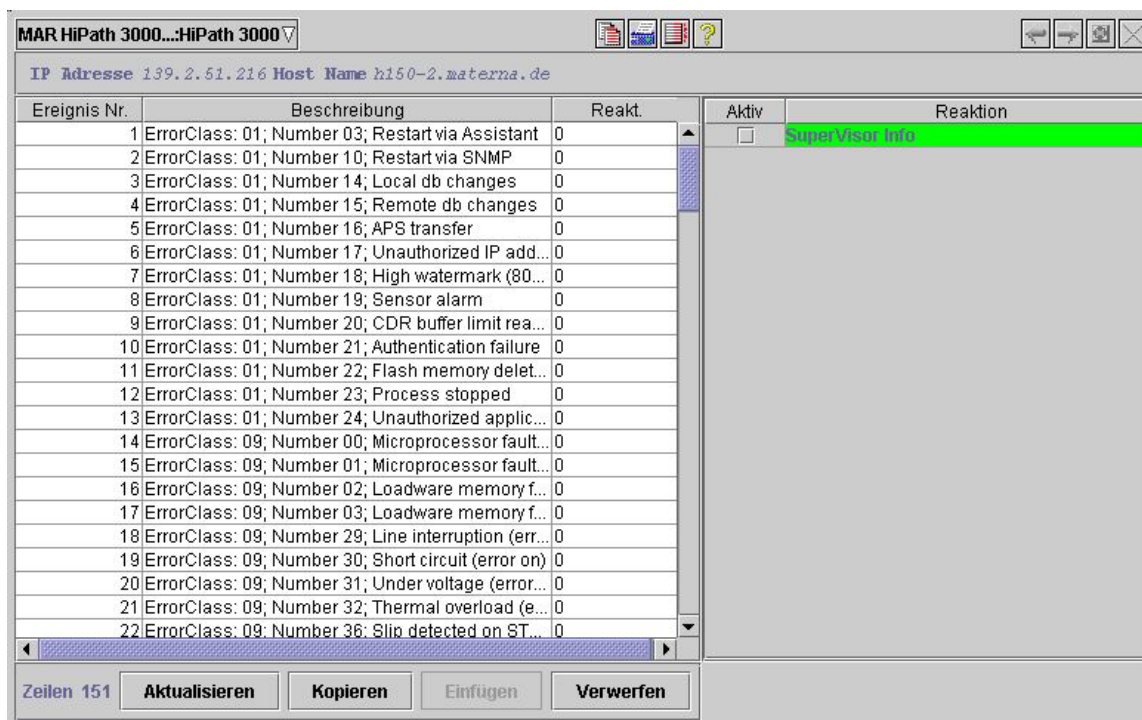 MAR HiPath 3000...:HiPath 3000
IP Adresse 139.2.51.216 Host Name h150-2.materna.de
Ereignis Nr. Beschreibung Reakt. Aktiv Reaktion
1 ErrorClass: 01; Number 03; Restart via Assistant 0 SuperVisor Info
2 ErrorClass: 01; Number 10; Restart via SNMP 0
3 ErrorClass: 01; Number 14; Local db changes 0
4 ErrorClass: 01; Number 15; Remote db changes 0
5 ErrorClass: 01; Number 16; APS transfer 0
6 ErrorClass: 01; Number 17; Unauthorized IP add... 0
7 ErrorClass: 01; Number 18; High watermark (80... 0
8 ErrorClass: 01; Number 19; Sensor alarm 0
9 ErrorClass: 01; Number 20; CDR buffer limit rea... 0
10 ErrorClass: 01; Number 21; Authentication failure 0
11 ErrorClass: 01; Number 22; Flash memory delet... 0
12 ErrorClass: 01; Number 23; Process stopped 0
13 ErrorClass: 01; Number 24; Unauthorized applic... 0
14 ErrorClass: 09; Number 00; Microprocessor fault... 0
15 ErrorClass: 09; Number 01; Microprocessor fault... 0
16 ErrorClass: 09; Number 02; Loadware memory f... 0
17 ErrorClass: 09; Number 03; Loadware memory f... 0
18 ErrorClass: 09; Number 29; Line interruption (err... 0
19 ErrorClass: 09; Number 30; Short circuit (error on) 0
20 ErrorClass: 09; Number 31; Under voltage (error... 0
21 ErrorClass: 09; Number 32; Thermal overload (e... 0
22 ErrorClass: 09; Number 36; Slip detected on ST... 0
Zeilen 151 Aktualisieren Kopieren Einfügen Verwerfen